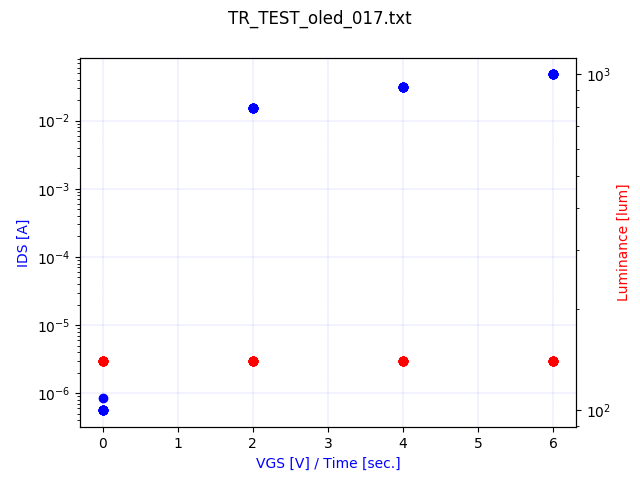 TR_TEST_oled_017.txt
10⁻²
10⁻³
10⁻⁴
10⁻⁵
10⁻⁶
IDS [A]
10³
10²
Luminance [lum]
0 1 2 3 4 5 6
VGS [V] / Time [sec.]